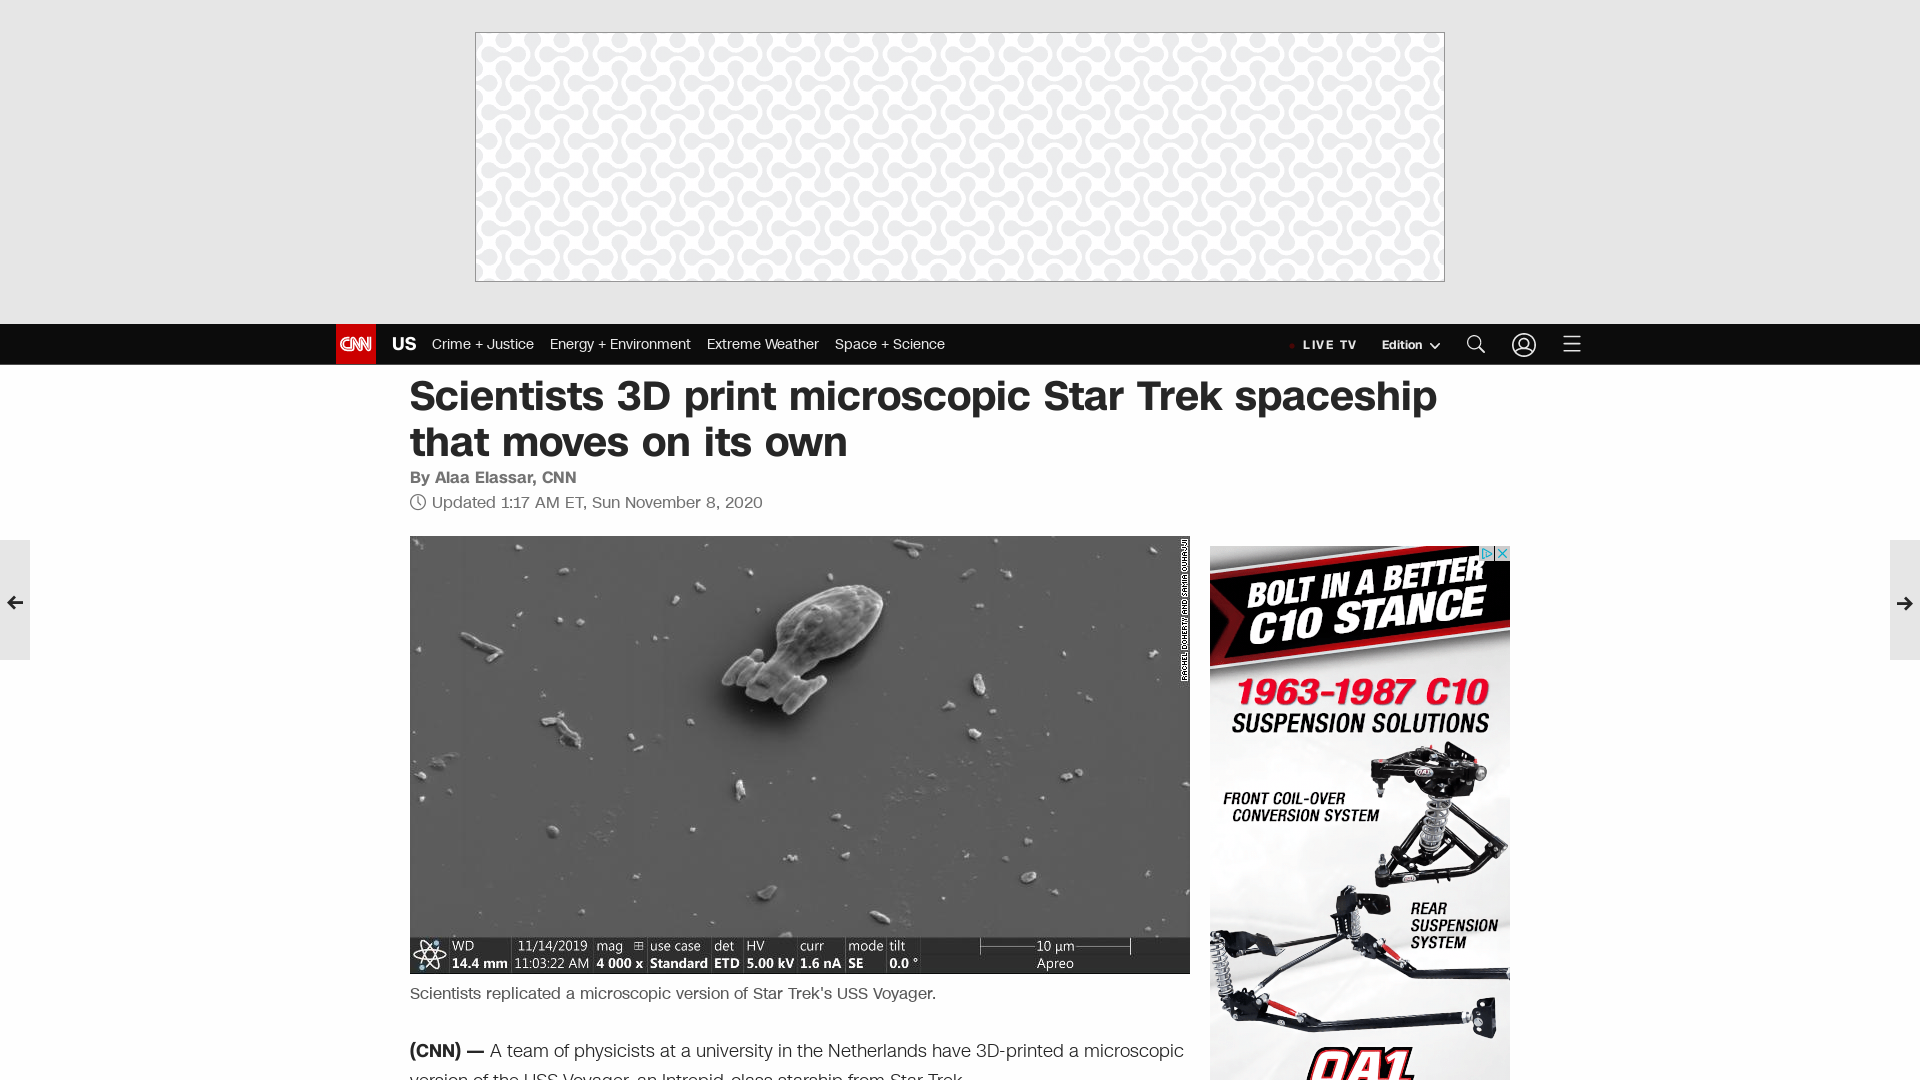 CNN US Crime + Justice Energy + Environment Extreme Weather Space + Science LIVE TV Edition
Scientists 3D print microscopic Star Trek spaceship
that moves on its own
By Alaa Elassar, CNN
Updated 1:17 AM ET, Sun November 8, 2020
RACHEL DOHERTY AND SAMIA OUHAJJI
WD 11/14/2019 mag use case det HV curr mode tilt 10 µm
14.4 mm 11:03:22 AM 4 000 x Standard ETD 5.00 kV 1.6 nA SE 0.0 ° Apreo
Scientists replicated a microscopic version of Star Trek's USS Voyager.
(CNN) — A team of physicists at a university in the Netherlands have 3D-printed a microscopic
version of the USS Voyager, an Intrepid-class starship from Star Trek.
BOLT IN A BETTER
C10 STANCE
1963-1987 C10
SUSPENSION SOLUTIONS
FRONT COIL-OVER
CONVERSION SYSTEM
REAR
SUSPENSION
SYSTEM
QA1